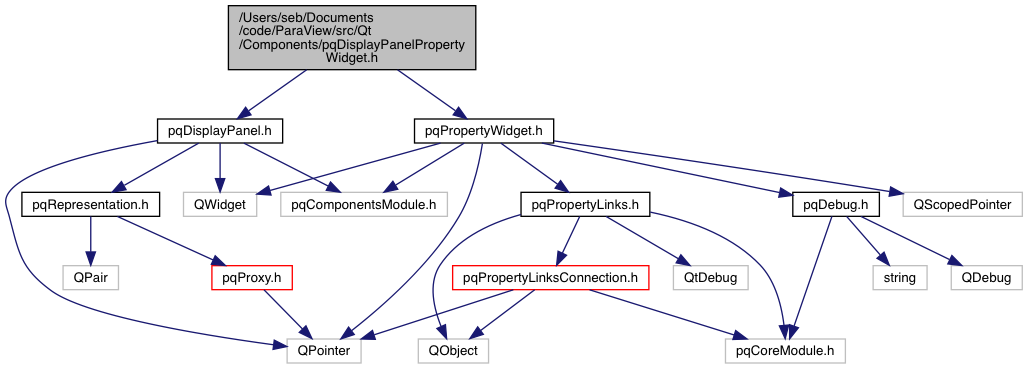 /Users/seb/Documents
/code/ParaView/src/Qt
/Components/pqDisplayPanelProperty
Widget.h
pqDisplayPanel.h
pqPropertyWidget.h
pqRepresentation.h
QWidget
pqComponentsModule.h
pqPropertyLinks.h
pqDebug.h
QScopedPointer
QPair
pqProxy.h
pqPropertyLinksConnection.h
QtDebug
string
QDebug
QPointer
QObject
pqCoreModule.h